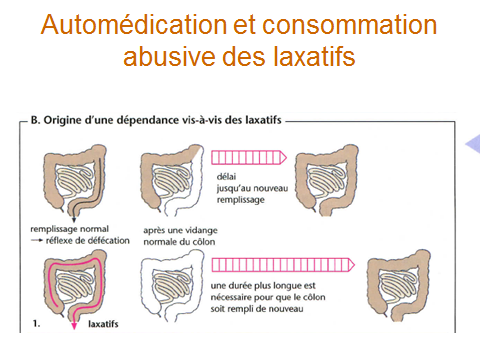 Automédication et consommation
abusive des laxatifs
B. Origine d'une dépendance vis-à-vis des laxatifs
délai
jusqu'au nouveau
remplissage
remplissage normal
→ réflexe de défécation
après une vidange
normale du côlon
une durée plus longue est
nécessaire pour que le côlon
soit rempli de nouveau
1.
laxatifs